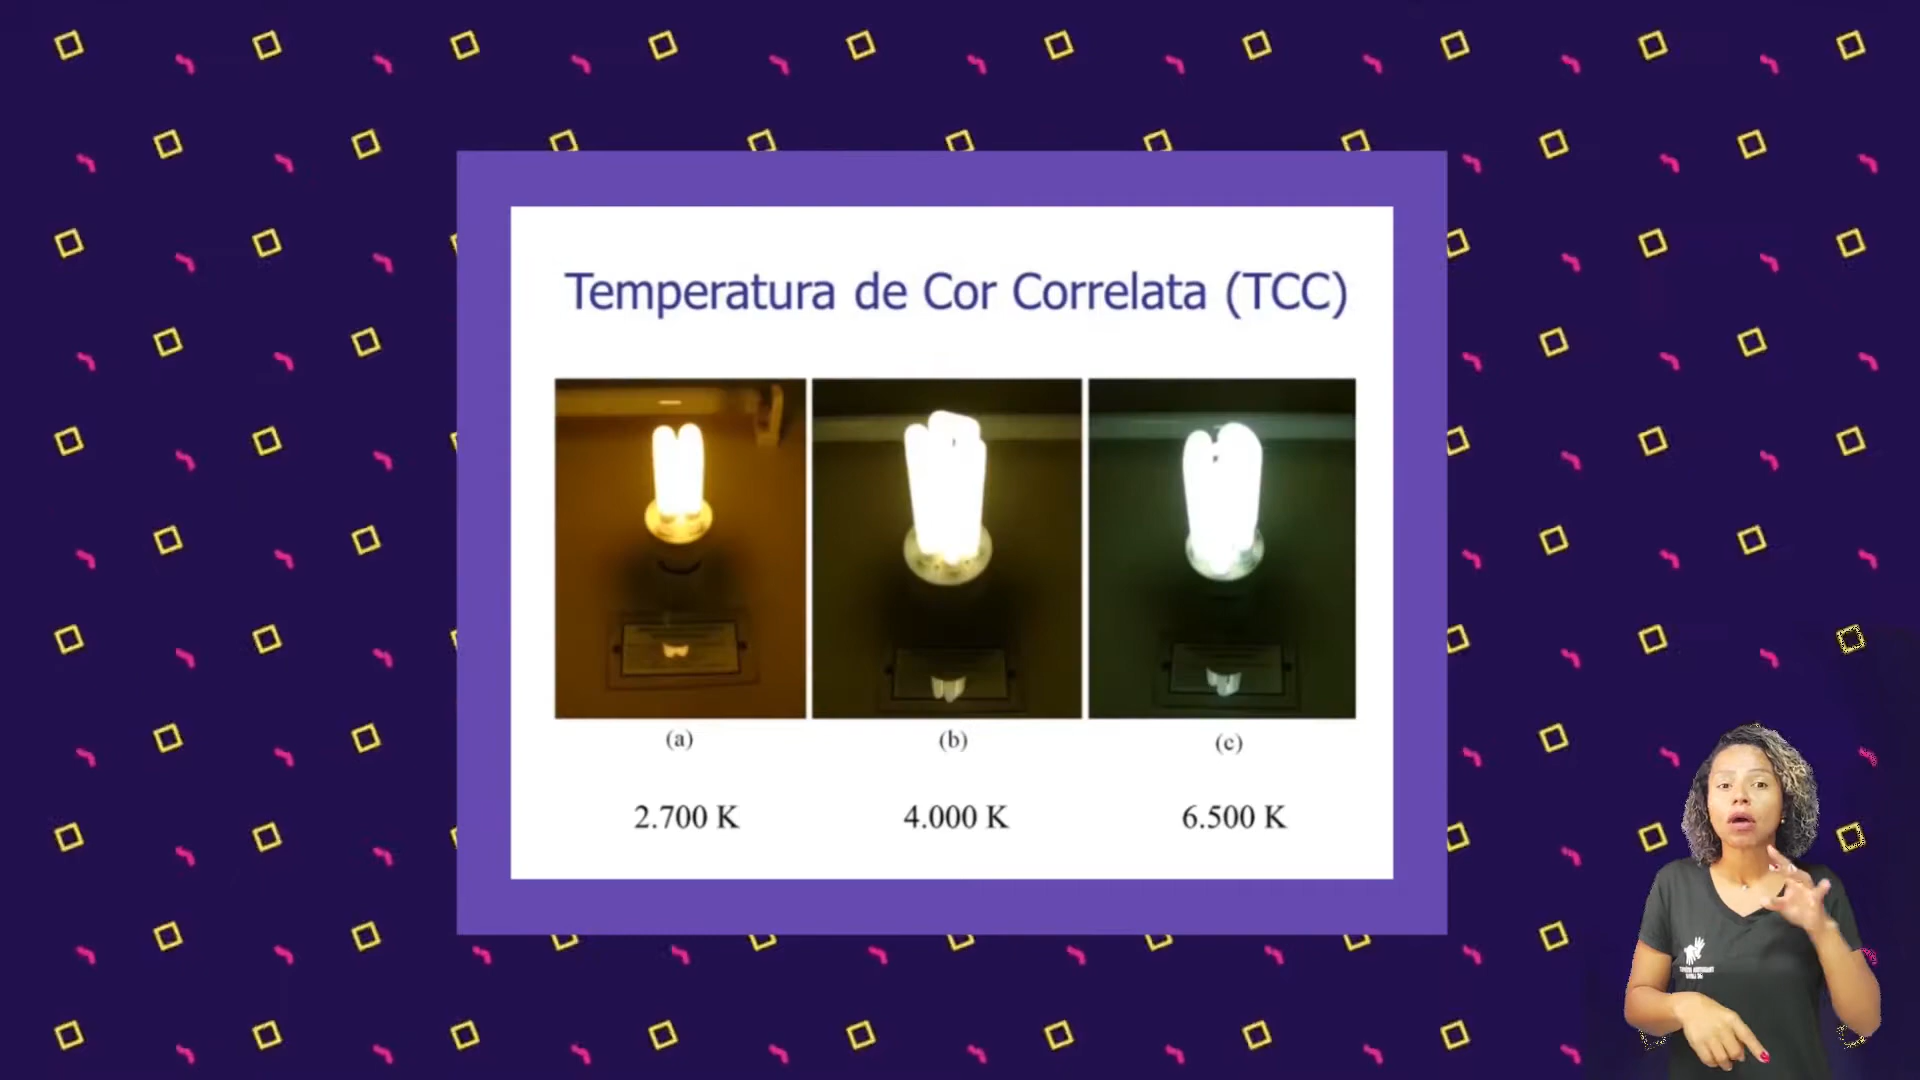 Temperatura de Cor Correlata (TCC)
(a) (b) (c)
2.700 K 4.000 K 6.500 K